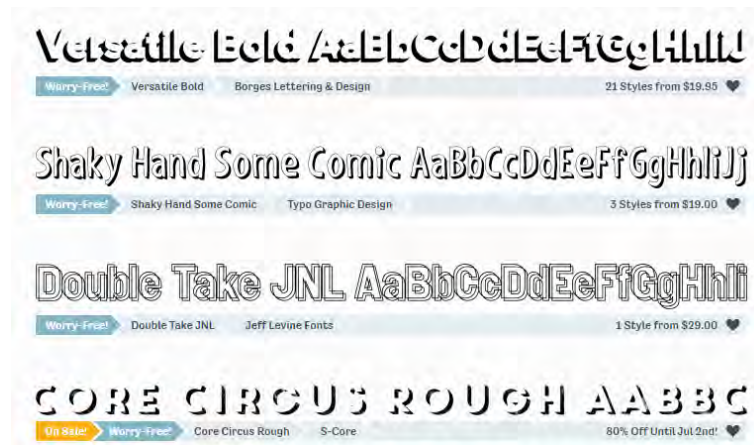 Versatile Bold AaBbCcDdEeFfGgHhIiJ
Worry-Free! Versatile Bold Borges Lettering & Design 21 Styles from $19.95
Shaky Hand Some Comic AaBbCcDdEeFfGgHhIiJj
Worry-Free! Shaky Hand Some Comic Typo Graphic Design 3 Styles from $19.00
Double Take JNL AaBbCcDdEeFfGgHhIi
Worry-Free! Double Take JNL Jeff Levine Fonts 1 Style from $29.00
CORE CIRCUS ROUGH AABBC
On Sale! Worry-Free! Core Circus Rough S-Core 80% Off Until Jul 2nd!